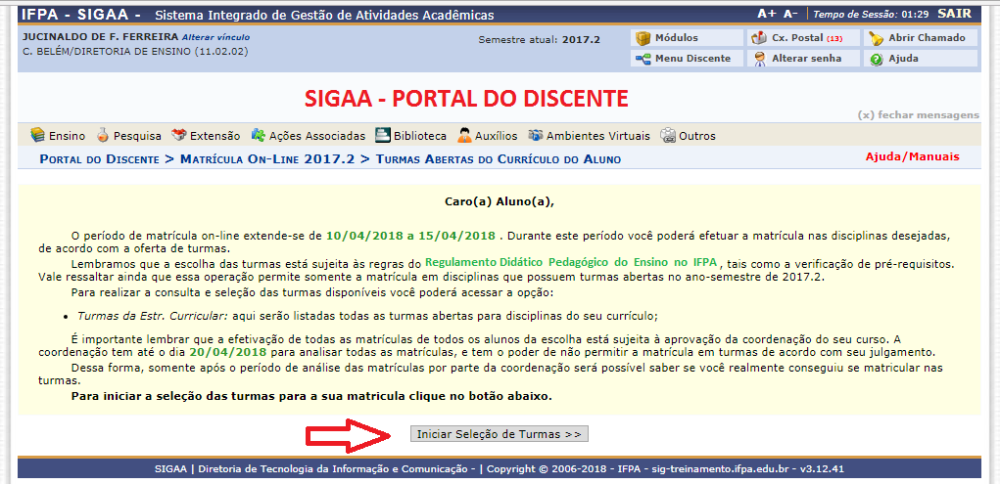 IFPA - SIGAA - Sistema Integrado de Gestão de Atividades Acadêmicas A+ A- | Tempo de Sessão: 01:29 SAIR
JUCINALDO DE F. FERREIRA Alterar vínculo
C. BELÉM/DIRETORIA DE ENSINO (11.02.02)
Semestre atual: 2017.2
Módulos Cx. Postal (13) Abrir Chamado
Menu Discente Alterar senha Ajuda
SIGAA - PORTAL DO DISCENTE
(x) fechar mensagens
Ensino Pesquisa Extensão Ações Associadas Biblioteca Auxílios Ambientes Virtuais Outros
PORTAL DO DISCENTE > MATRÍCULA ON-LINE 2017.2 > TURMAS ABERTAS DO CURRÍCULO DO ALUNO Ajuda/Manuais
Caro(a) Aluno(a),
O período de matrícula on-line extende-se de 10/04/2018 a 15/04/2018 . Durante este período você poderá efetuar a matrícula nas disciplinas desejadas,
de acordo com a oferta de turmas.
Lembramos que a escolha das turmas está sujeita às regras do Regulamento Didático Pedagógico do Ensino no IFPA , tais como a verificação de pré-requisitos.
Vale ressaltar ainda que essa operação permite somente a matrícula em disciplinas que possuem turmas abertas no ano-semestre de 2017.2.
Para realizar a consulta e seleção das turmas disponíveis você poderá acessar a opção:
• Turmas da Estr. Curricular: aqui serão listadas todas as turmas abertas para disciplinas do seu currículo;
É importante lembrar que a efetivação de todas as matrículas de todos os alunos da escolha está sujeita à aprovação da coordenação do seu curso. A
coordenação tem até o dia 20/04/2018 para analisar todas as matrículas, e tem o poder de não permitir a matrícula em turmas de acordo com seu julgamento.
Dessa forma, somente após o período de análise das matrículas por parte da coordenação será possível saber se você realmente conseguiu se matricular nas
turmas.
Para iniciar a seleção das turmas para a sua matricula clique no botão abaixo.
Iniciar Seleção de Turmas >>
SIGAA | Diretoria de Tecnologia da Informação e Comunicação - | Copyright © 2006-2018 - IFPA - sig-treinamento.ifpa.edu.br - v3.12.41